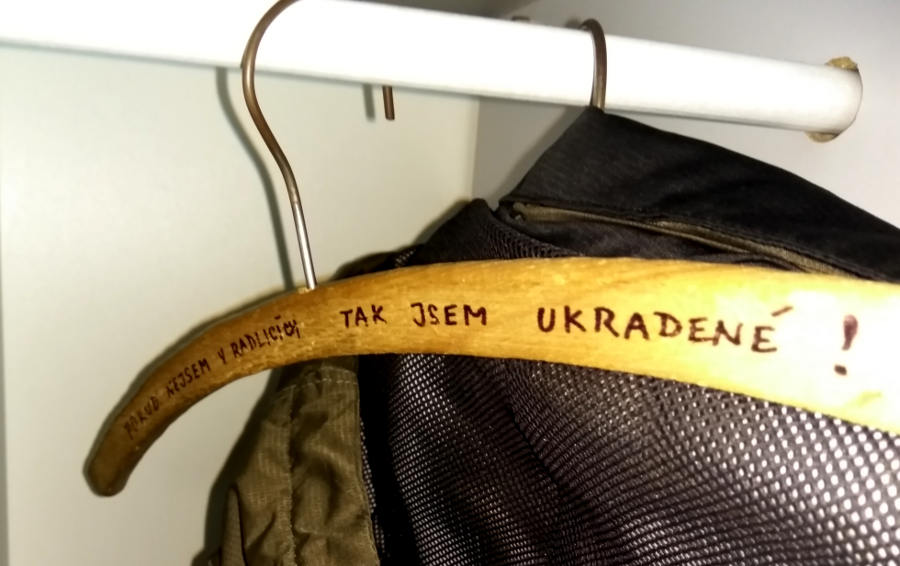 POKUD NEJSEM V RADLICÍCH TAK JSEM UKRADENÉ !